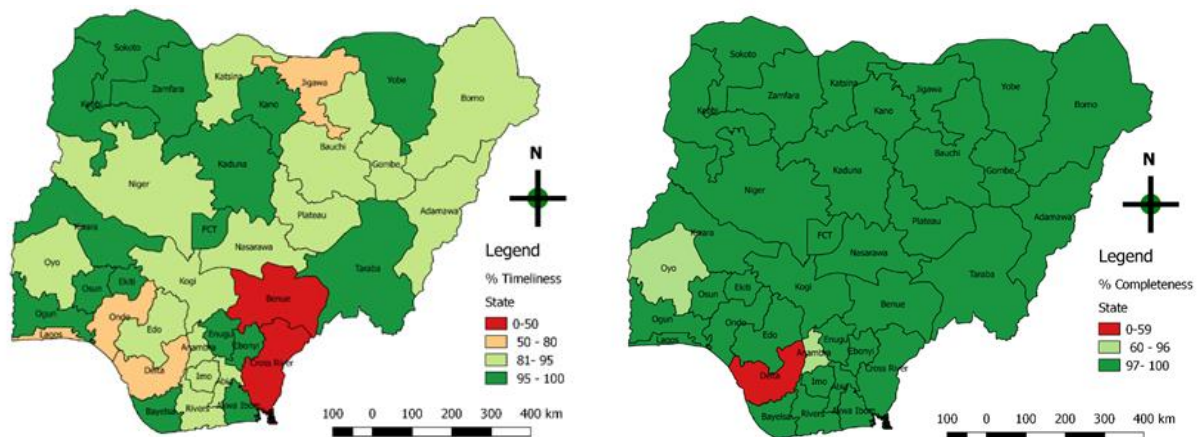 Sokoto
Katsina
Jigawa
Yobe
Borno
Kebbi
Zamfara
Kano
Bauchi
Gombe
Kaduna
Niger
Adamawa
Plateau
FCT
Nasarawa
Kwara
Taraba
Oyo
Kogi
Benue
Osun
Ekiti
Ogun
Ondo
Edo
Enugu
Lagos
Anambra
Ebonyi
Cross River
Delta
Imo
Abia
Bayelsa
Rivers
Akwa Ibom
N
Legend
% Timeliness
State
0-50
50 - 80
81- 95
95 - 100
100 0 100 200 300 400 km
Sokoto
Katsina
Jigawa
Yobe
Borno
Kebbi
Zamfara
Kano
Bauchi
Gombe
Kaduna
Niger
Adamawa
Plateau
FCT
Nasarawa
Kwara
Taraba
Oyo
Kogi
Benue
Osun
Ekiti
Ogun
Ondo
Edo
Enugu
Lagos
Anambra
Ebonyi
Cross River
Delta
Imo
Abia
Bayelsa
Rivers
Akwa Ibom
N
Legend
% Completeness
State
0-59
60 - 96
97- 100
100 0 100 200 300 400 km